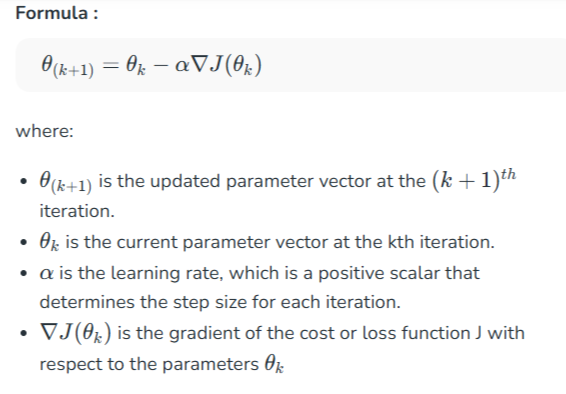 Formula :
θ(k+1) = θk − α∇J(θk)
where:
• θ(k+1) is the updated parameter vector at the (k + 1)th
iteration.
• θk is the current parameter vector at the kth iteration.
• α is the learning rate, which is a positive scalar that
determines the step size for each iteration.
• ∇J(θk) is the gradient of the cost or loss function J with
respect to the parameters θk